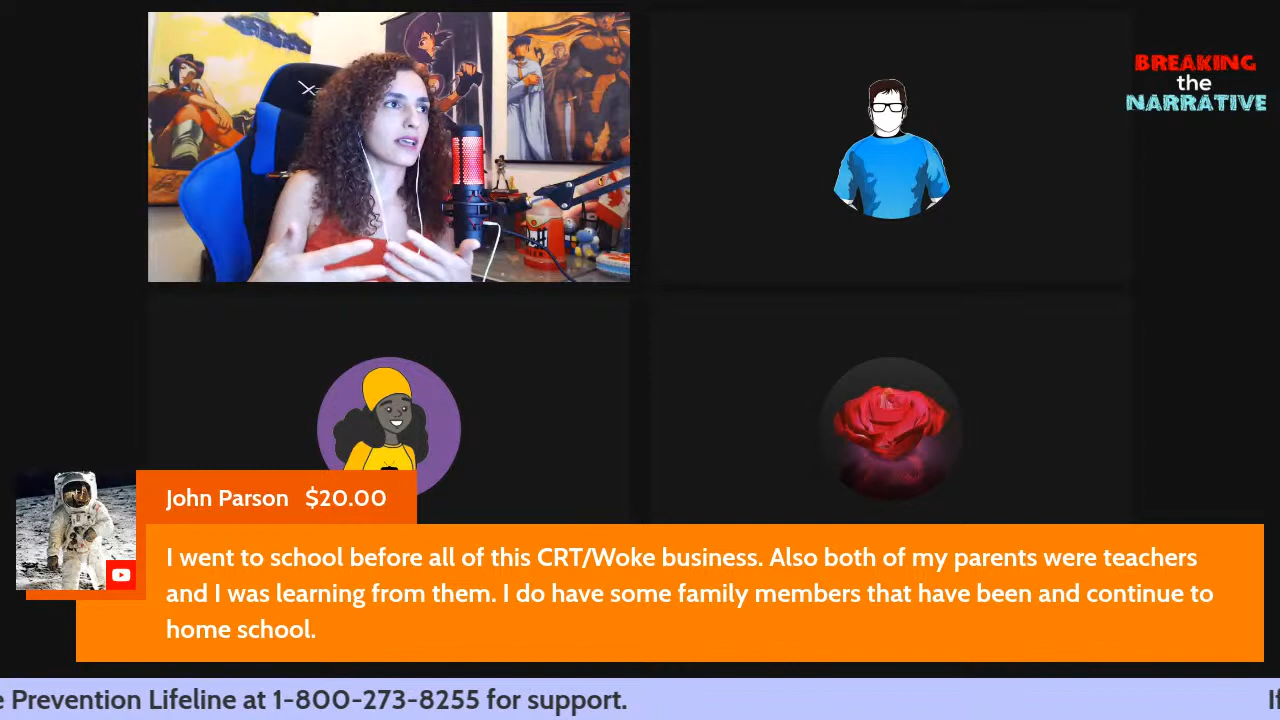 BREAKING
the
NARRATIVE
John Parson $20.00
I went to school before all of this CRT/Woke business. Also both of my parents were teachers
and I was learning from them. I do have some family members that have been and continue to
home school.
e Prevention Lifeline at 1-800-273-8255 for support.
If